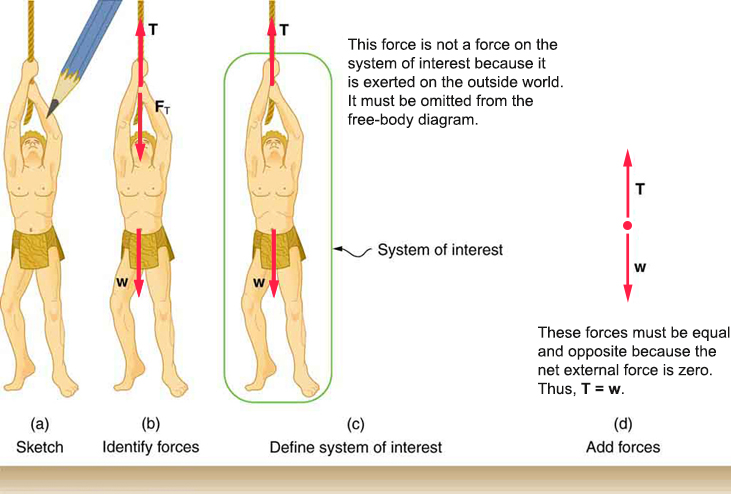 T
F_T
w
(a)
Sketch
(b)
Identify forces
T
w
This force is not a force on the
system of interest because it
is exerted on the outside world.
It must be omitted from the
free-body diagram.
System of interest
(c)
Define system of interest
T
w
These forces must be equal
and opposite because the
net external force is zero.
Thus, T = w.
(d)
Add forces